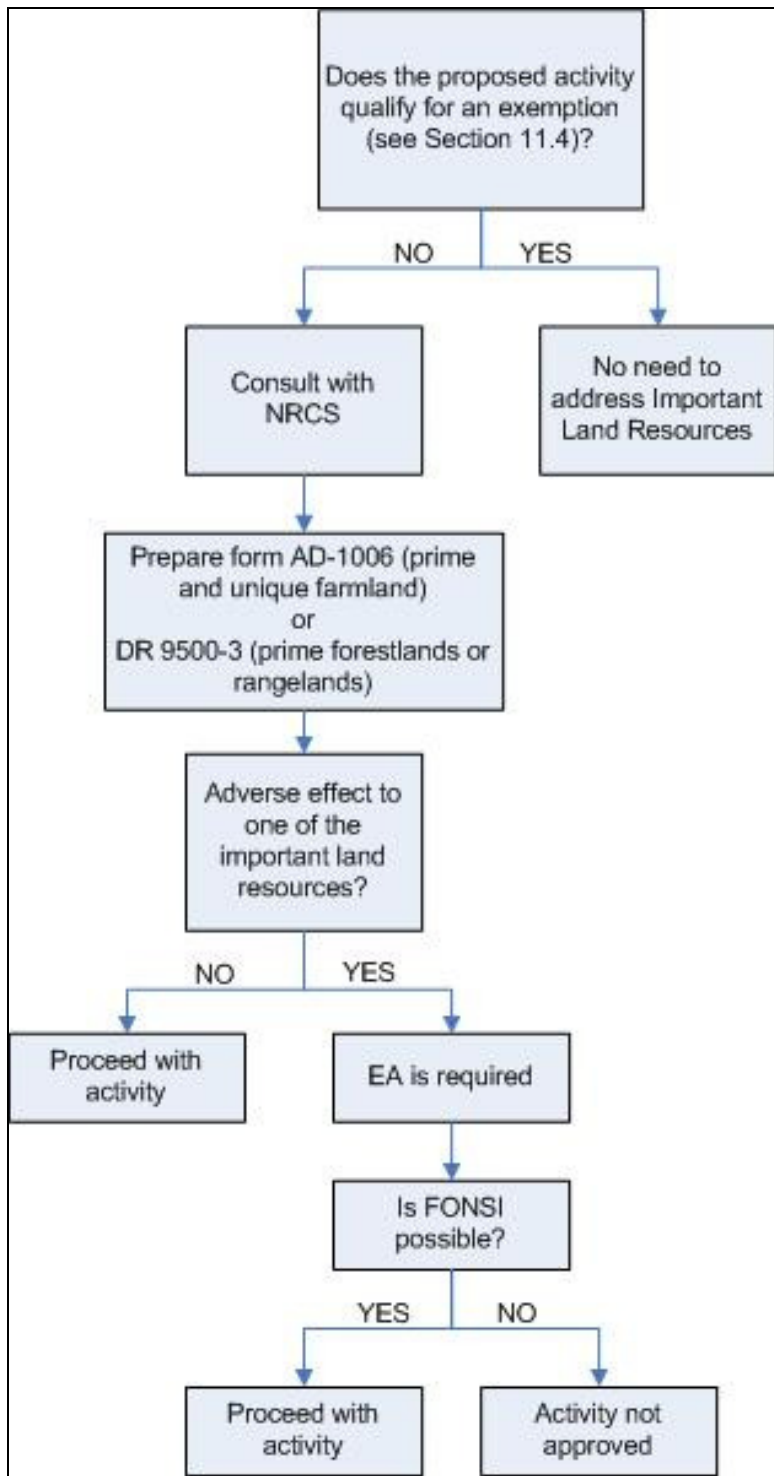 Does the proposed activity
qualify for an exemption
(see Section 11.4)?
NO
YES
Consult with
NRCS
No need to
address Important
Land Resources
Prepare form AD-1006 (prime
and unique farmland)
or
DR 9500-3 (prime forestlands or
rangelands)
Adverse effect to
one of the
important land
resources?
NO
YES
Proceed with
activity
EA is required
Is FONSI
possible?
YES
NO
Proceed with
activity
Activity not
approved